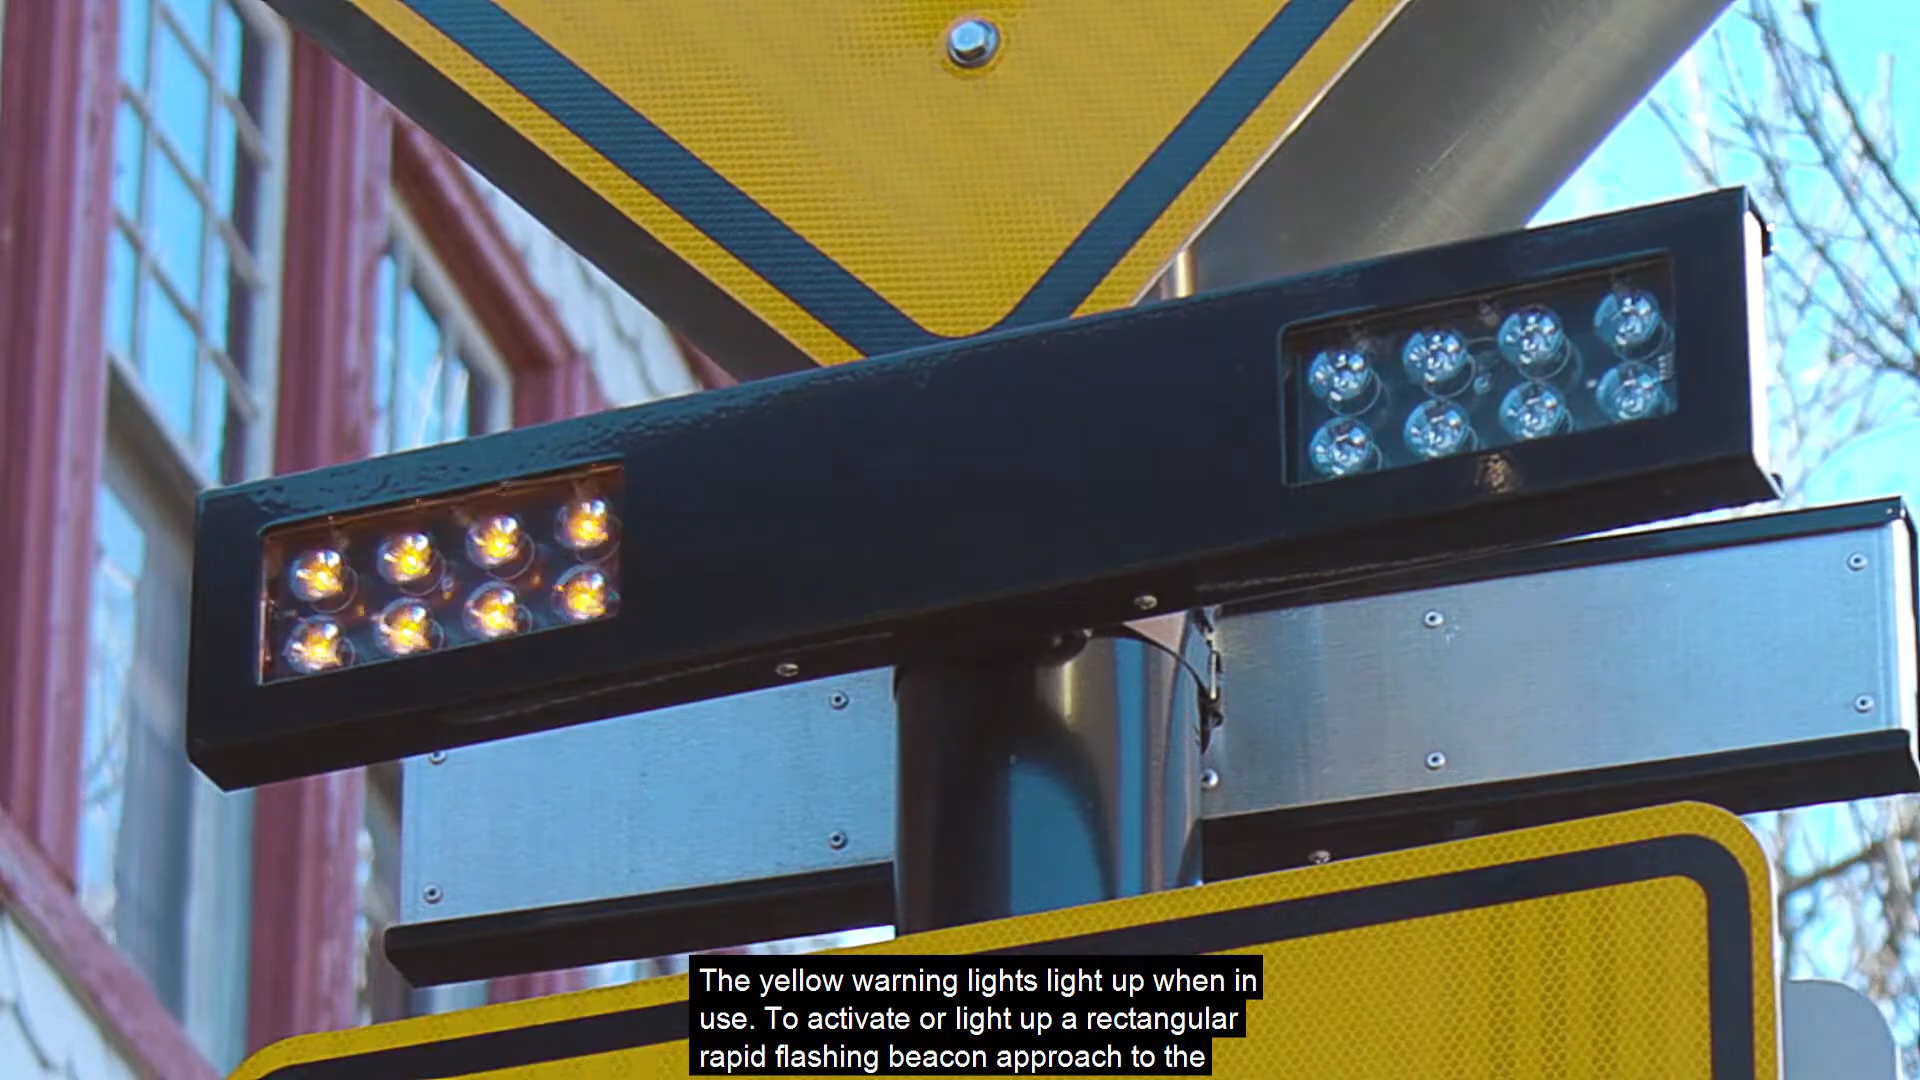 The yellow warning lights light up when in
use. To activate or light up a rectangular
rapid flashing beacon approach to the